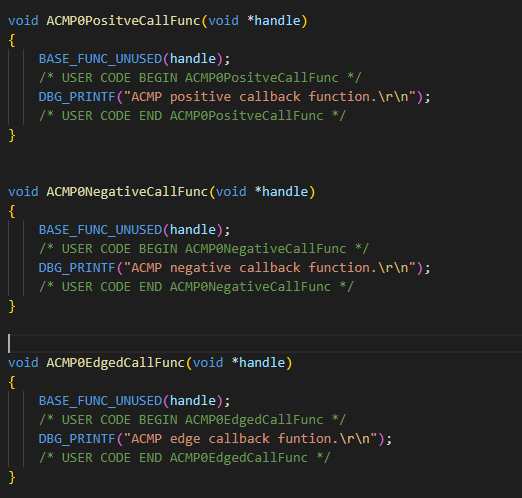 void ACMP0PositveCallFunc(void *handle)
{
    BASE_FUNC_UNUSED(handle);
    /* USER CODE BEGIN ACMP0PositveCallFunc */
    DBG_PRINTF("ACMP positive callback function.\r\n");
    /* USER CODE END ACMP0PositveCallFunc */
}
void ACMP0NegativeCallFunc(void *handle)
{
    BASE_FUNC_UNUSED(handle);
    /* USER CODE BEGIN ACMP0NegativeCallFunc */
    DBG_PRINTF("ACMP negative callback function.\r\n");
    /* USER CODE END ACMP0NegativeCallFunc */
}
void ACMP0EdgedCallFunc(void *handle)
{
    BASE_FUNC_UNUSED(handle);
    /* USER CODE BEGIN ACMP0EdgedCallFunc */
    DBG_PRINTF("ACMP edge callback funtion.\r\n");
    /* USER CODE END ACMP0EdgedCallFunc */
}